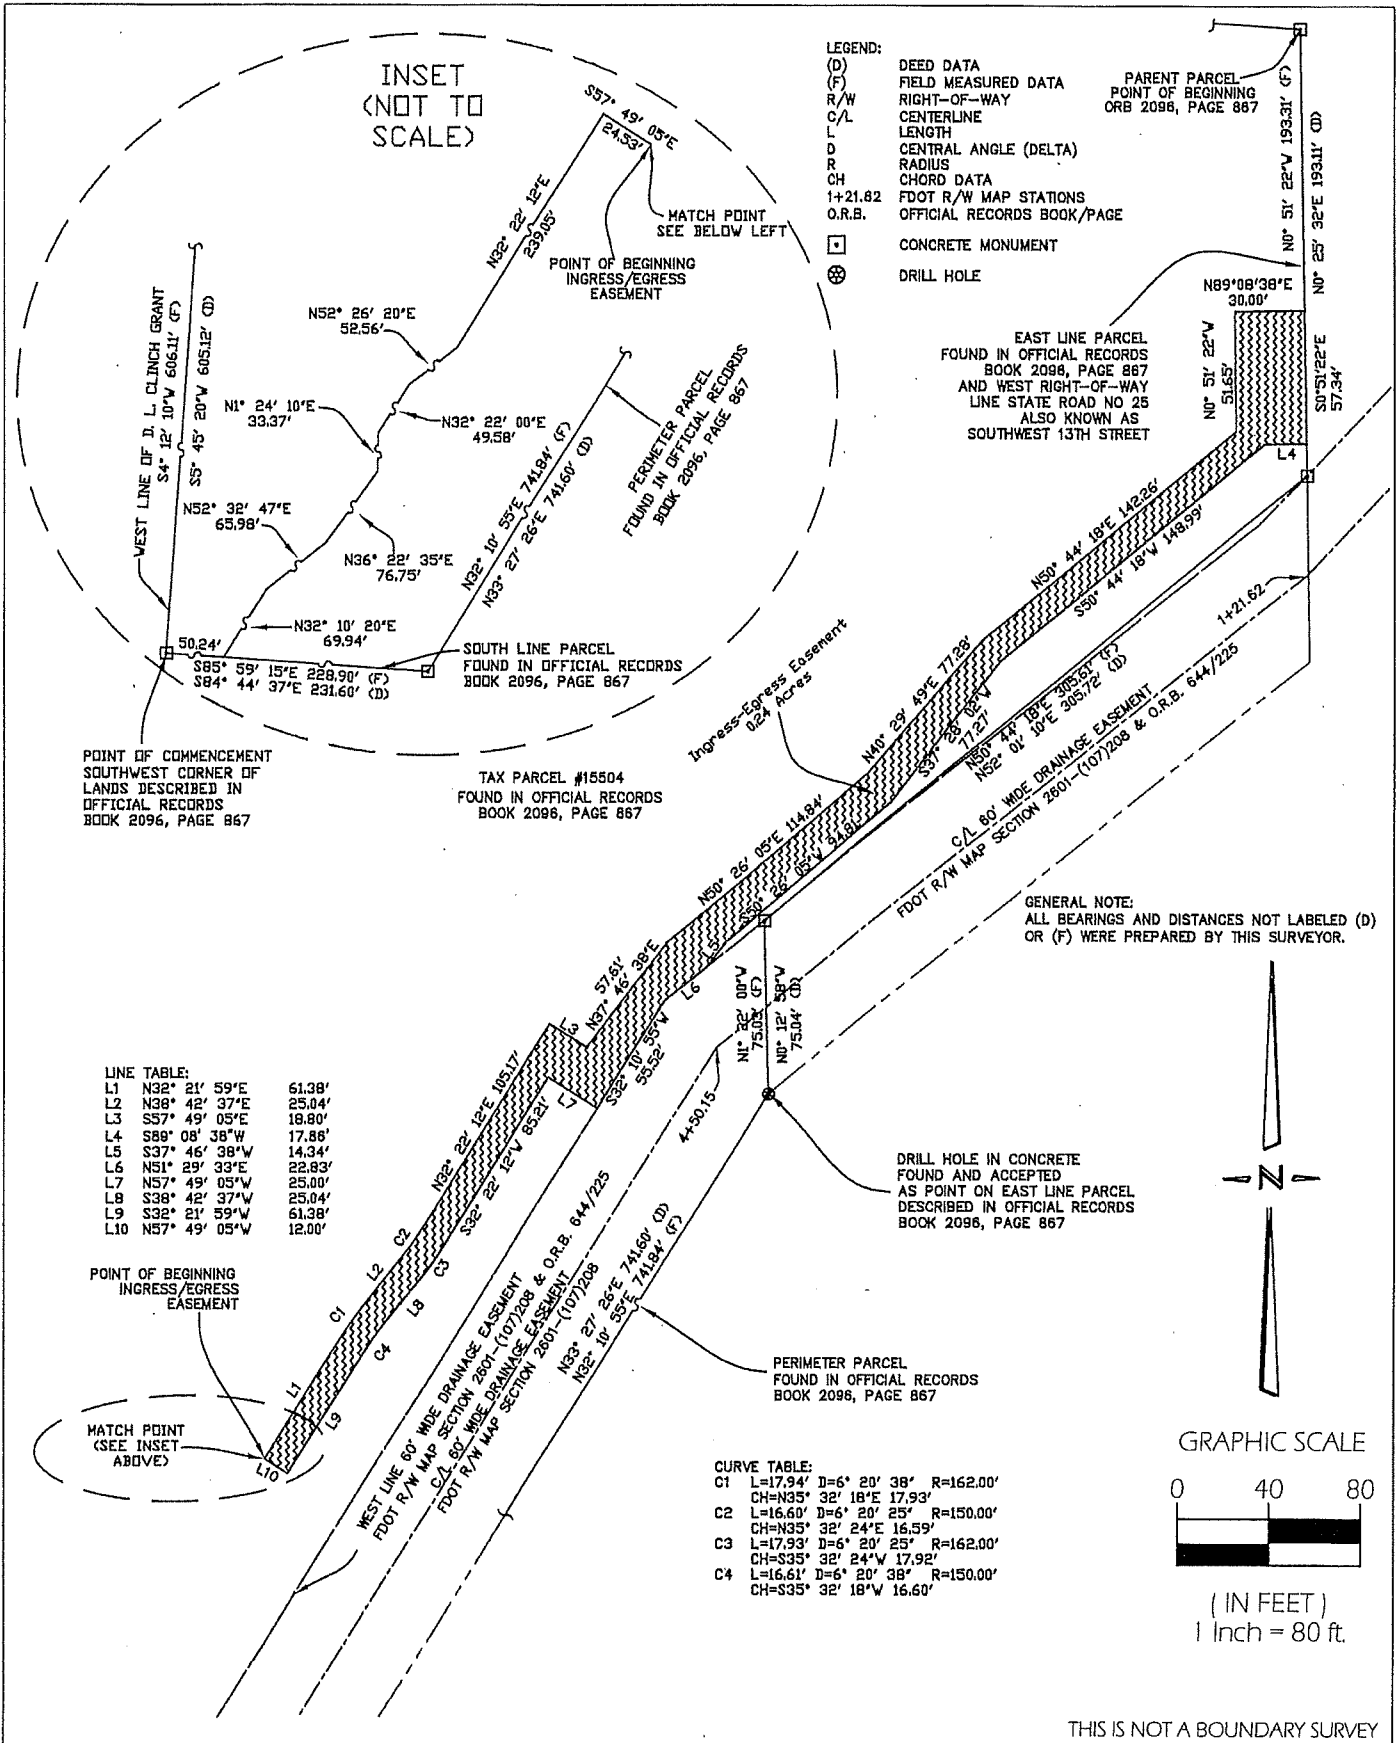 INSET
(NOT TO
SCALE)
S57° 49' 05"E
24.53'
N32° 22' 12"E
239.05'
MATCH POINT
SEE BELOW LEFT
POINT OF BEGINNING
INGRESS/EGRESS
EASEMENT
N52° 26' 20"E
52.56'
N1° 24' 10"E
33.37'
N32° 22' 00"E
49.58'
N52° 32' 47"E
65.98'
N36° 22' 35"E
76.75'
N32° 10' 20"E
69.94'
WEST LINE OF D. L. CLINCH GRANT
S4° 12' 10"W 606.11' (F)
S5° 45' 20"W 605.12' (D)
N32° 10' 55"E 741.84' (F)
N33° 27' 26"E 741.60' (D)
PERIMETER PARCEL
FOUND IN OFFICIAL RECORDS
BOOK 2096, PAGE 867
50.24'
S85° 59' 15"E 228.90' (F)
S84° 44' 37"E 231.60' (D)
SOUTH LINE PARCEL
FOUND IN OFFICIAL RECORDS
BOOK 2096, PAGE 867
POINT OF COMMENCEMENT
SOUTHWEST CORNER OF
LANDS DESCRIBED IN
OFFICIAL RECORDS
BOOK 2096, PAGE 867
TAX PARCEL #15504
FOUND IN OFFICIAL RECORDS
BOOK 2096, PAGE 867
LEGEND:
(D) DEED DATA
(F) FIELD MEASURED DATA
R/W RIGHT-OF-WAY
C/L CENTERLINE
L LENGTH
D CENTRAL ANGLE (DELTA)
R RADIUS
CH CHORD DATA
1+21.82 FDOT R/W MAP STATIONS
O.R.B. OFFICIAL RECORDS BOOK/PAGE
CONCRETE MONUMENT
DRILL HOLE
PARENT PARCEL
POINT OF BEGINNING
ORB 2096, PAGE 867
N0° 51' 22"W 193.31' (F)
N0° 25' 32"E 193.11' (D)
N89°08'38"E
30.00'
EAST LINE PARCEL
FOUND IN OFFICIAL RECORDS
BOOK 2096, PAGE 867
AND WEST RIGHT-OF-WAY
LINE STATE ROAD NO 25
ALSO KNOWN AS
SOUTHWEST 13TH STREET
N0° 51' 22"W
51.65'
S0°51'22"E
57.34'
L4
N50° 44' 18"E 142.26'
S50° 44' 18"W 148.99'
1+21.62
Ingress-Egress Easement
0.24 Acres
N40° 29' 49"E 77.28'
S37° 28' 02"W
77.27'
N50° 44' 18"E 305.61' (F)
N52° 01' 10"E 305.72' (D)
C/L 60' WIDE DRAINAGE EASEMENT
FDOT R/W MAP SECTION 2601-(107)208 & O.R.B. 644/225
N50° 26' 05"E 114.84'
S50° 26' 05"W 94.81'
L5
L6
GENERAL NOTE:
ALL BEARINGS AND DISTANCES NOT LABELED (D)
OR (F) WERE PREPARED BY THIS SURVEYOR.
57.61'
N37° 46' 38"E
L3
S32° 10' 55"W
55.52'
L7
N1° 22' 00"W
75.03' (F)
N0° 12' 58"W
75.04' (D)
4+50.15
LINE TABLE:
L1 N32° 21' 59"E 61.38'
L2 N38° 42' 37"E 25.04'
L3 S57° 49' 05"E 18.80'
L4 S89° 08' 38"W 17.86'
L5 S37° 46' 38"W 14.34'
L6 N51° 29' 33"E 22.83'
L7 N57° 49' 05"W 25.00'
L8 S38° 42' 37"W 25.04'
L9 S32° 21' 59"W 61.38'
L10 N57° 49' 05"W 12.00'
N32° 22' 12"E 105.17'
S32° 22' 12"W 85.21'
C2
L2
C3
L8
C1
C4
L1
L9
L10
POINT OF BEGINNING
INGRESS/EGRESS
EASEMENT
MATCH POINT
(SEE INSET
ABOVE)
DRILL HOLE IN CONCRETE
FOUND AND ACCEPTED
AS POINT ON EAST LINE PARCEL
DESCRIBED IN OFFICIAL RECORDS
BOOK 2096, PAGE 867
N
WEST LINE 60' WIDE DRAINAGE EASEMENT
FDOT R/W MAP SECTION 2601-(107)208 & O.R.B. 644/225
C/L 60' WIDE DRAINAGE EASEMENT
FDOT R/W MAP SECTION 2601-(107)208
N33° 27' 26"E 741.60' (D)
N32° 10' 55"E 741.84' (F)
PERIMETER PARCEL
FOUND IN OFFICIAL RECORDS
BOOK 2096, PAGE 867
CURVE TABLE:
C1 L=17.94' D=6° 20' 38" R=162.00'
CH=N35° 32' 18"E 17.93'
C2 L=16.60' D=6° 20' 25" R=150.00'
CH=N35° 32' 24"E 16.59'
C3 L=17.93' D=6° 20' 25" R=162.00'
CH=S35° 32' 24"W 17.92'
C4 L=16.61' D=6° 20' 38" R=150.00'
CH=S35° 32' 18"W 16.60'
GRAPHIC SCALE
0 40 80
( IN FEET )
1 Inch = 80 ft.
THIS IS NOT A BOUNDARY SURVEY